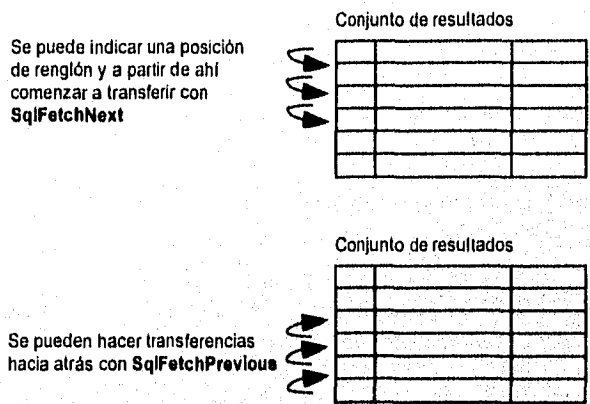 Conjunto de resultados
Se puede indicar una posición
de renglón y a partir de ahí
comenzar a transferir con
SqlFetchNext
Conjunto de resultados
Se pueden hacer transferencias
hacia atrás con SqlFetchPrevious